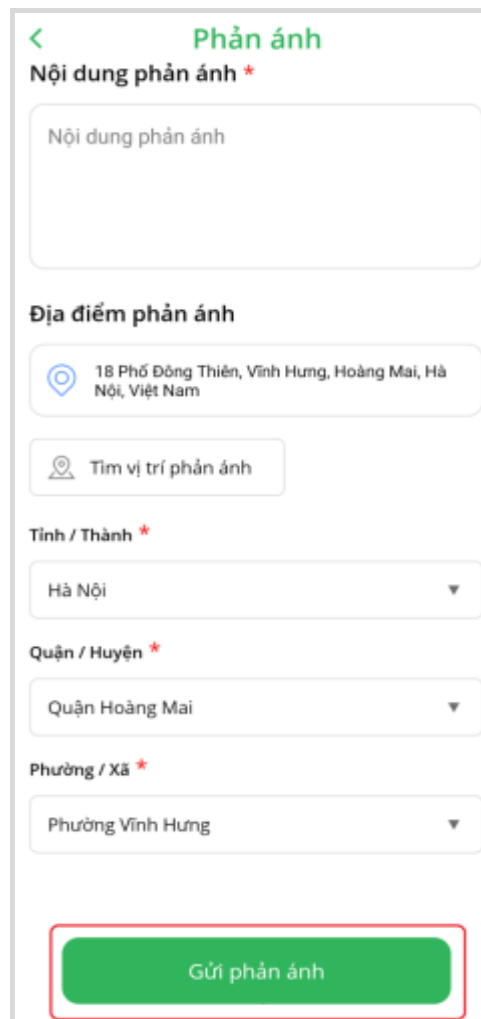 Phản ánh
Nội dung phản ánh *
Nội dung phản ánh
Địa điểm phản ánh
18 Phố Đông Thiên, Vĩnh Hưng, Hoàng Mai, Hà
Nội, Việt Nam
Tìm vị trí phản ánh
Tỉnh / Thành *
Hà Nội
Quận / Huyện *
Quận Hoàng Mai
Phường / Xã *
Phường Vĩnh Hưng
Gửi phản ánh